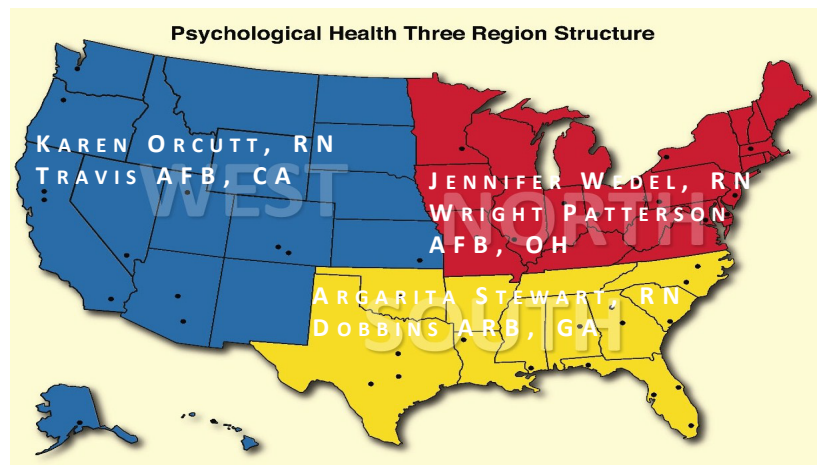 Psychological Health Three Region Structure
KAREN ORCUTT, RN
TRAVIS AFB, CA
WEST
JENNIFER WEDEL, RN
WRIGHT PATTERSON
AFB, OH
NORTH
ARGARITA STEWART, RN
DOBBINS ARB, GA
SOUTH